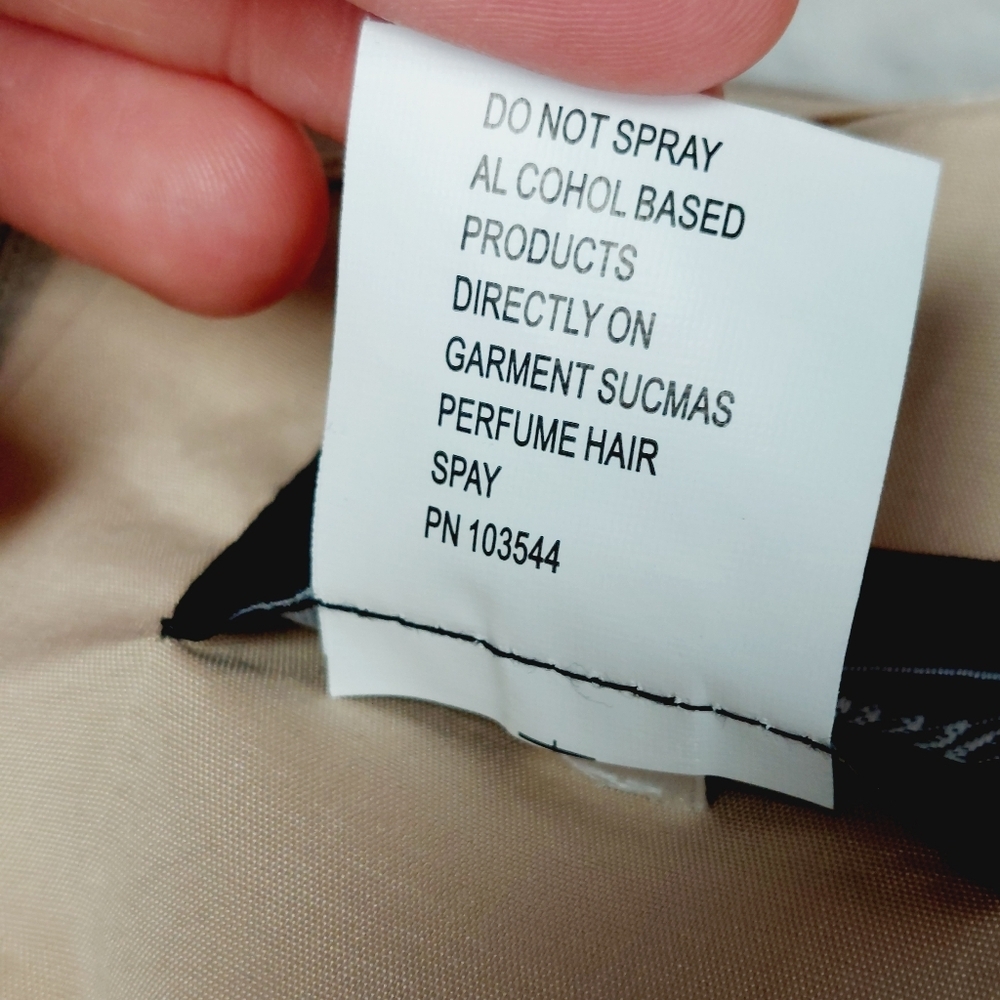 DO NOT SPRAY
AL COHOL BASED
PRODUCTS
DIRECTLY ON
GARMENT SUCMAS
PERFUME HAIR
SPAY
PN 103544